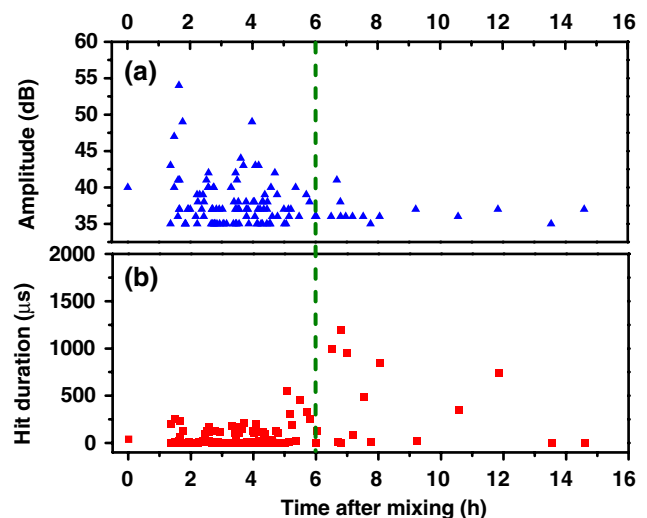 0 2 4 6 8 10 12 14 16
60
55
50
45
40
35
Amplitude (dB)
(a)
2000
1500
1000
500
0
Hit duration (μs)
(b)
0 2 4 6 8 10 12 14 16
Time after mixing (h)